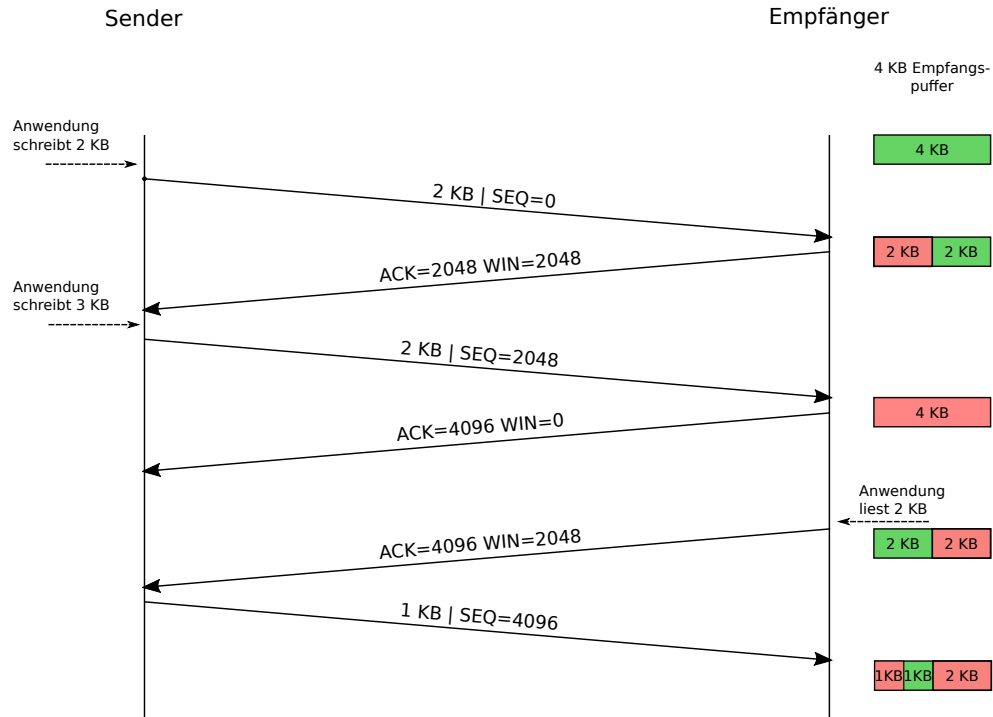 Sender
Empfänger
4 KB Empfangs-
puffer
Anwendung
schreibt 2 KB
4 KB
2 KB | SEQ=0
2 KB 2 KB
ACK=2048 WIN=2048
Anwendung
schreibt 3 KB
2 KB | SEQ=2048
4 KB
ACK=4096 WIN=0
Anwendung
liest 2 KB
2 KB 2 KB
ACK=4096 WIN=2048
1 KB | SEQ=4096
1KB 1KB 2 KB